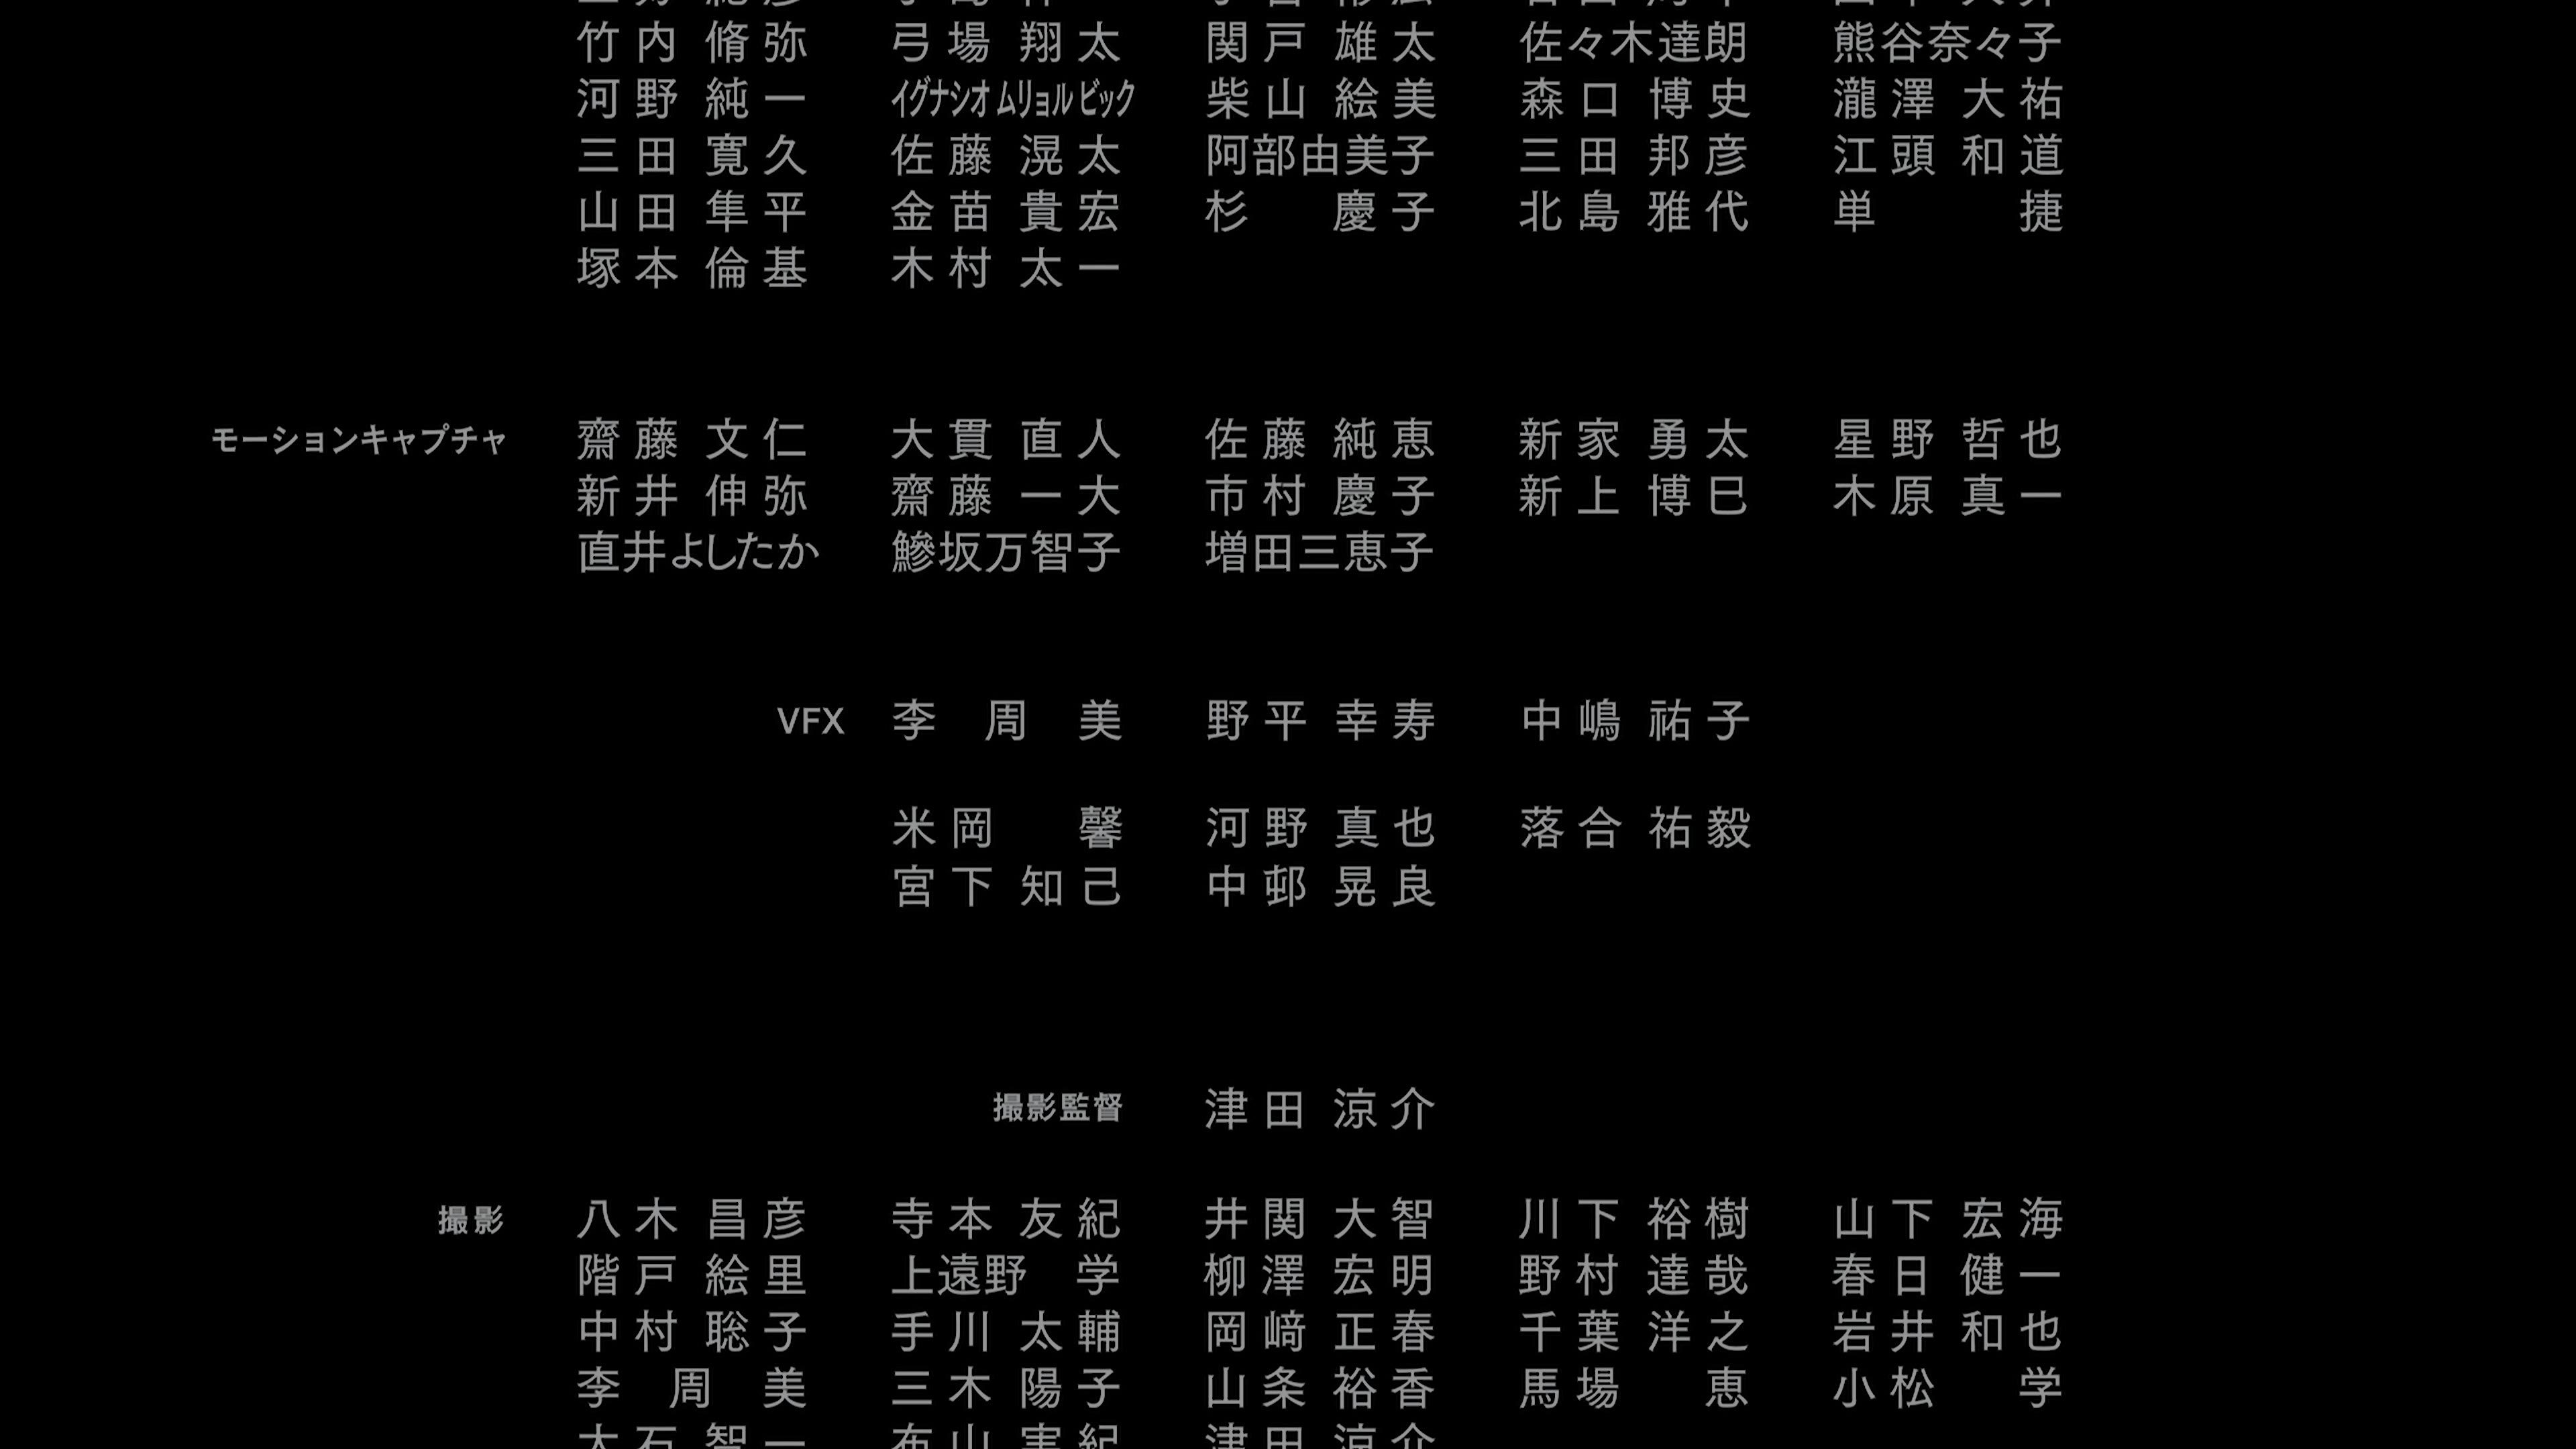 竹内脩弥 弓場翔太 関戸雄太 佐々木達朗 熊谷奈々子
河野純一 イグナシオ ムリョル ビック 柴山絵美 森口博史 瀧澤大祐
三田寛久 佐藤滉太 阿部由美子 三田邦彦 江頭和道
山田隼平 金苗貴宏 杉慶子 北島雅代 単捷
塚本倫基 木村太一
モーションキャプチャ 齋藤文仁 大貫直人 佐藤純恵 新家勇太 星野哲也
新井伸弥 齋藤一大 市村慶子 新上博巳 木原真一
直井よしたか 鰺坂万智子 増田三恵子
VFX 李周美 野平幸寿 中嶋祐子
米岡馨 河野真也 落合祐毅
宮下知己 中邨晃良
撮影監督 津田涼介
撮影 八木昌彦 寺本友紀 井関大智 川下裕樹 山下宏海
階戸絵里 上遠野学 柳澤宏明 野村達哉 春日健一
中村聡子 手川太輔 岡﨑正春 千葉洋之 岩井和也
李周美 三木陽子 山条裕香 馬場恵 小松学
大石智一 布山実紀 津田涼介